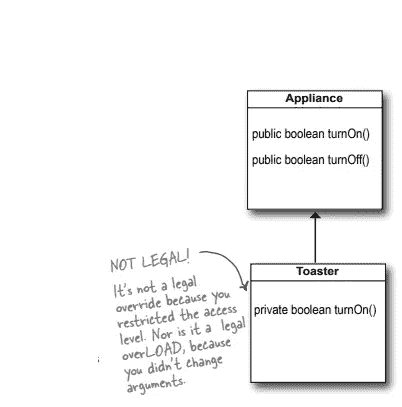 Appliance
public boolean turnOn()
public boolean turnOff()
NOT LEGAL!
It's not a legal
override because you
restricted the access
level. Nor is it a legal
overLOAD, because
you didn't change
arguments.
Toaster
private boolean turnOn()